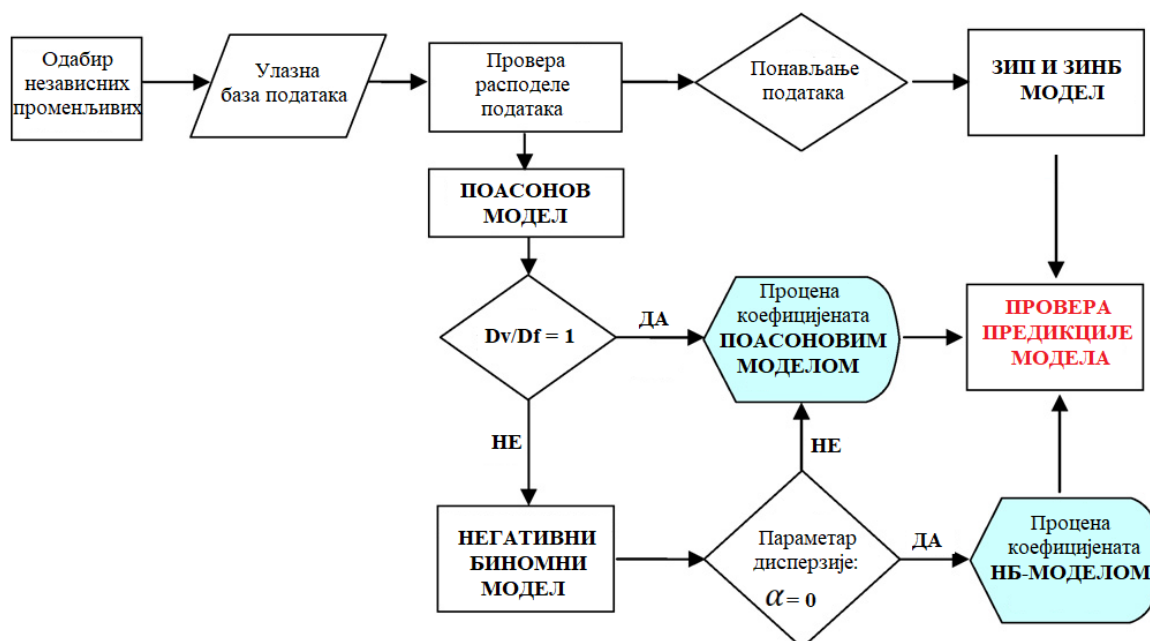 Одабир
независних
променљивих
Улазна
база података
Провера
расподеле
података
Понављање
података
ЗИП И ЗИНБ
МОДЕЛ
ПОАСОНОВ
МОДЕЛ
Dv/Df = 1
ДА
Процена
коефицијената
ПОАСОНОВИМ
МОДЕЛОМ
ПРОВЕРА
ПРЕДИКЦИЈЕ
МОДЕЛА
НЕ
НЕ
НЕГАТИВНИ
БИНОМНИ
МОДЕЛ
Параметар
дисперзије:
α = 0
ДА
Процена
коефицијената
НБ-МОДЕЛОМ